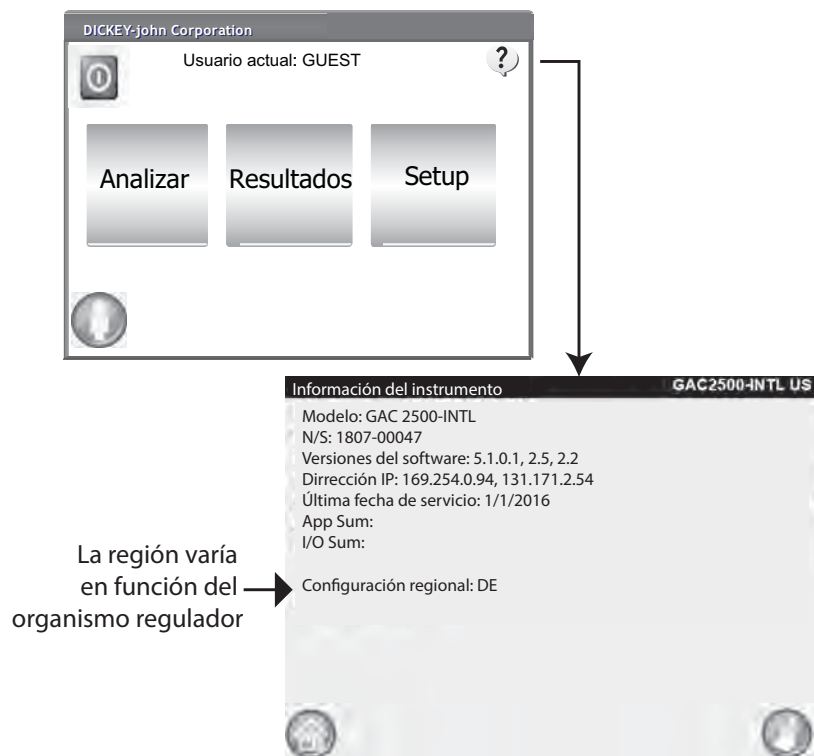 DICKEY-john Corporation
Usuario actual: GUEST
?
Analizar
Resultados
Setup
Información del instrumento
GAC2500-INTL US
Modelo: GAC 2500-INTL
N/S: 1807-00047
Versiones del software: 5.1.0.1, 2.5, 2.2
Dirrección IP: 169.254.0.94, 131.171.2.54
Última fecha de servicio: 1/1/2016
App Sum:
I/O Sum:
La región varía
en función del
organismo regulador
Configuración regional: DE